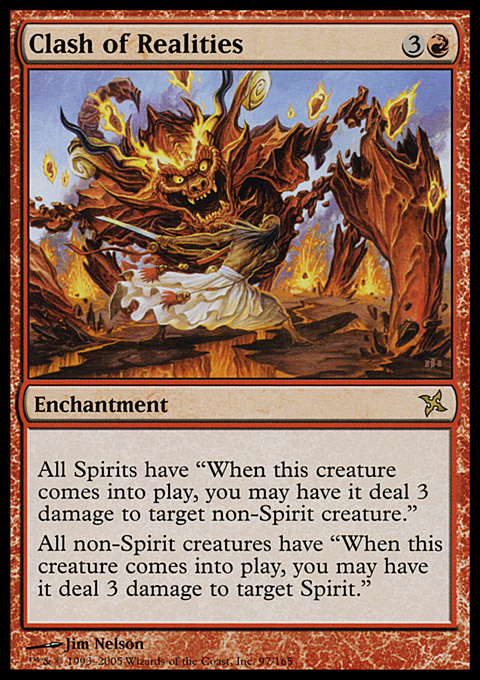 Clash of Realities 3
Enchantment
All Spirits have “When this creature
comes into play, you may have it deal 3
damage to target non-Spirit creature.”
All non-Spirit creatures have “When this
creature comes into play, you may have
it deal 3 damage to target Spirit.”
Jim Nelson
™ & © 1993-2005 Wizards of the Coast, Inc. 97/165